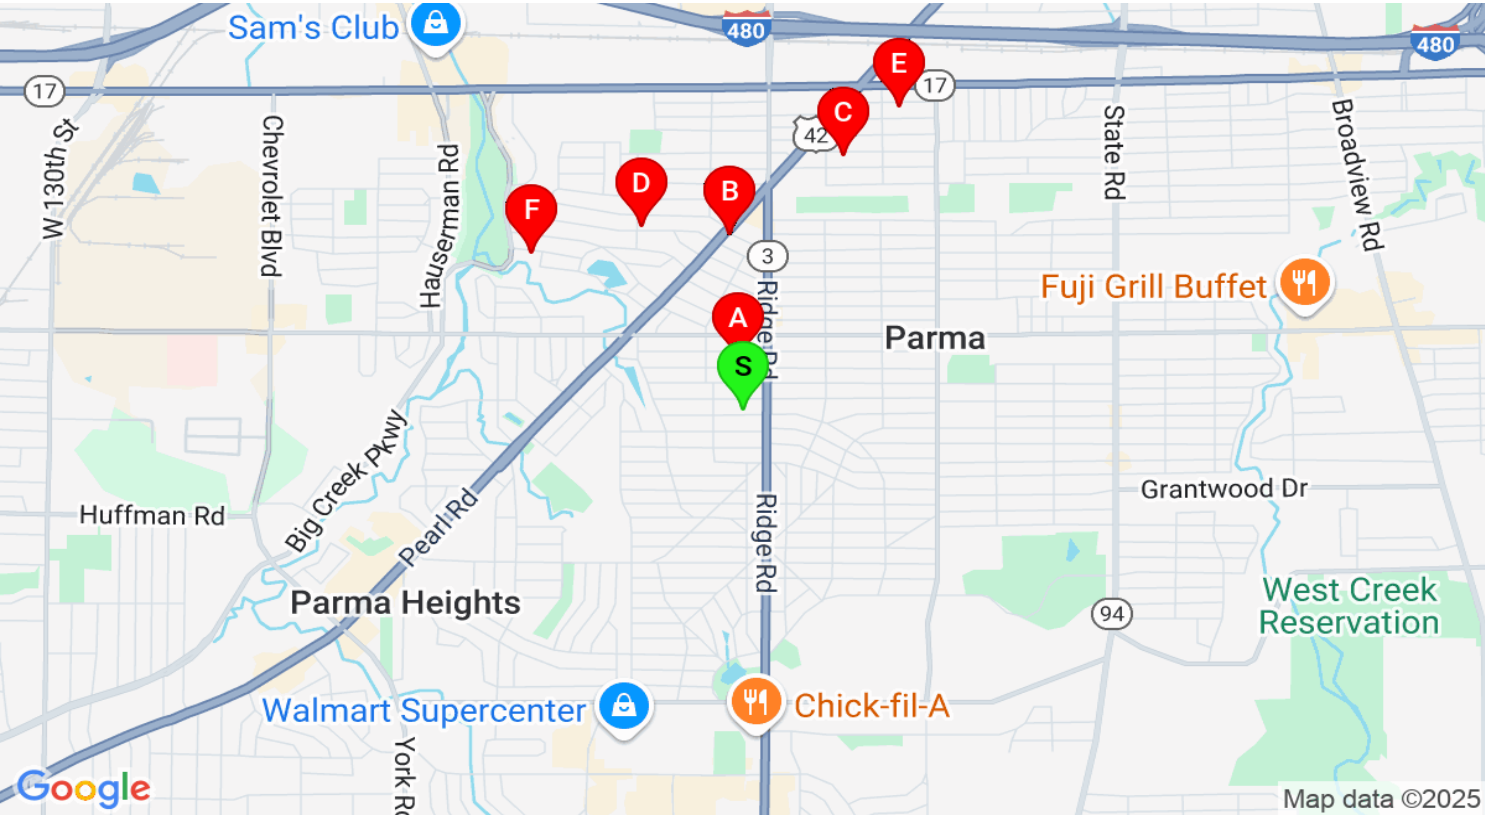 Sam's Club
480
480
17
E
17
C
42
W 130th St
Chevrolet Blvd
Hauserman Rd
State Rd
Broadview Rd
D
B
F
3
Ridge Rd
Fuji Grill Buffet
A
Parma
S
Big Creek Pkwy
Pearl Rd
Huffman Rd
Ridge Rd
Grantwood Dr
Parma Heights
94
West Creek
Reservation
Walmart Supercenter
Chick-fil-A
York Rd
Google
Map data ©2025